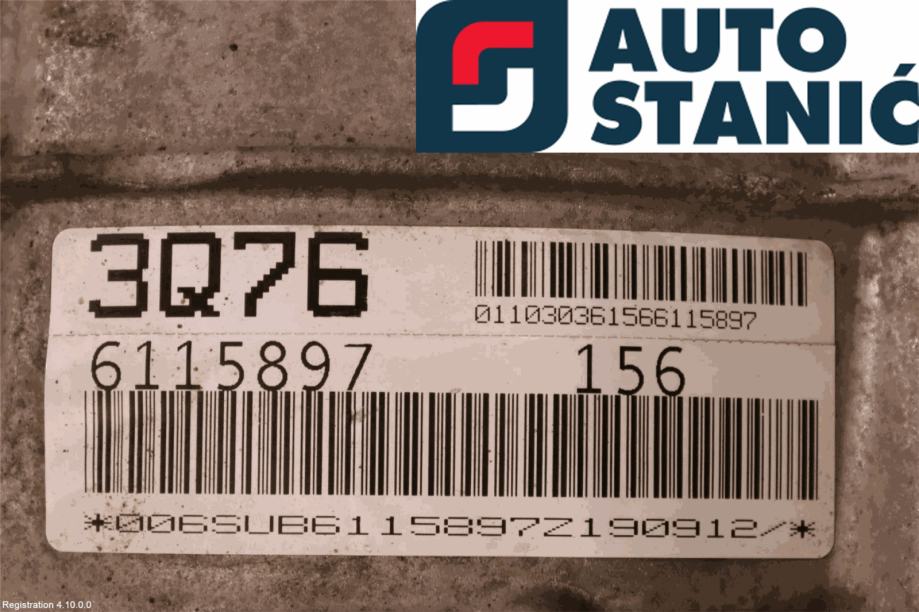 AUTO
STANIĆ
3Q76
011030361566115897
6115897 156
*006SUB6115897Z190912/*
Registration 4.10.0.0